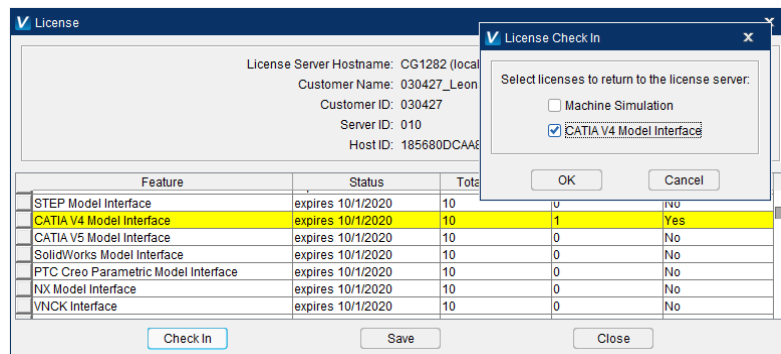 License
License Server Hostname: CG1282 (local
Customer Name: 030427_Leon
Customer ID: 030427
Server ID: 010
Host ID: 185680DCAA8
License Check In
x
Select licenses to return to the license server:
Machine Simulation
CATIA V4 Model Interface
OK Cancel
Feature Status Tota
STEP Model Interface expires 10/1/2020 10 0 No
CATIA V4 Model Interface expires 10/1/2020 10 1 Yes
CATIA V5 Model Interface expires 10/1/2020 10 0 No
SolidWorks Model Interface expires 10/1/2020 10 0 No
PTC Creo Parametric Model Interface expires 10/1/2020 10 0 No
NX Model Interface expires 10/1/2020 10 0 No
VNCK Interface expires 10/1/2020 10 0 No
Check In Save Close